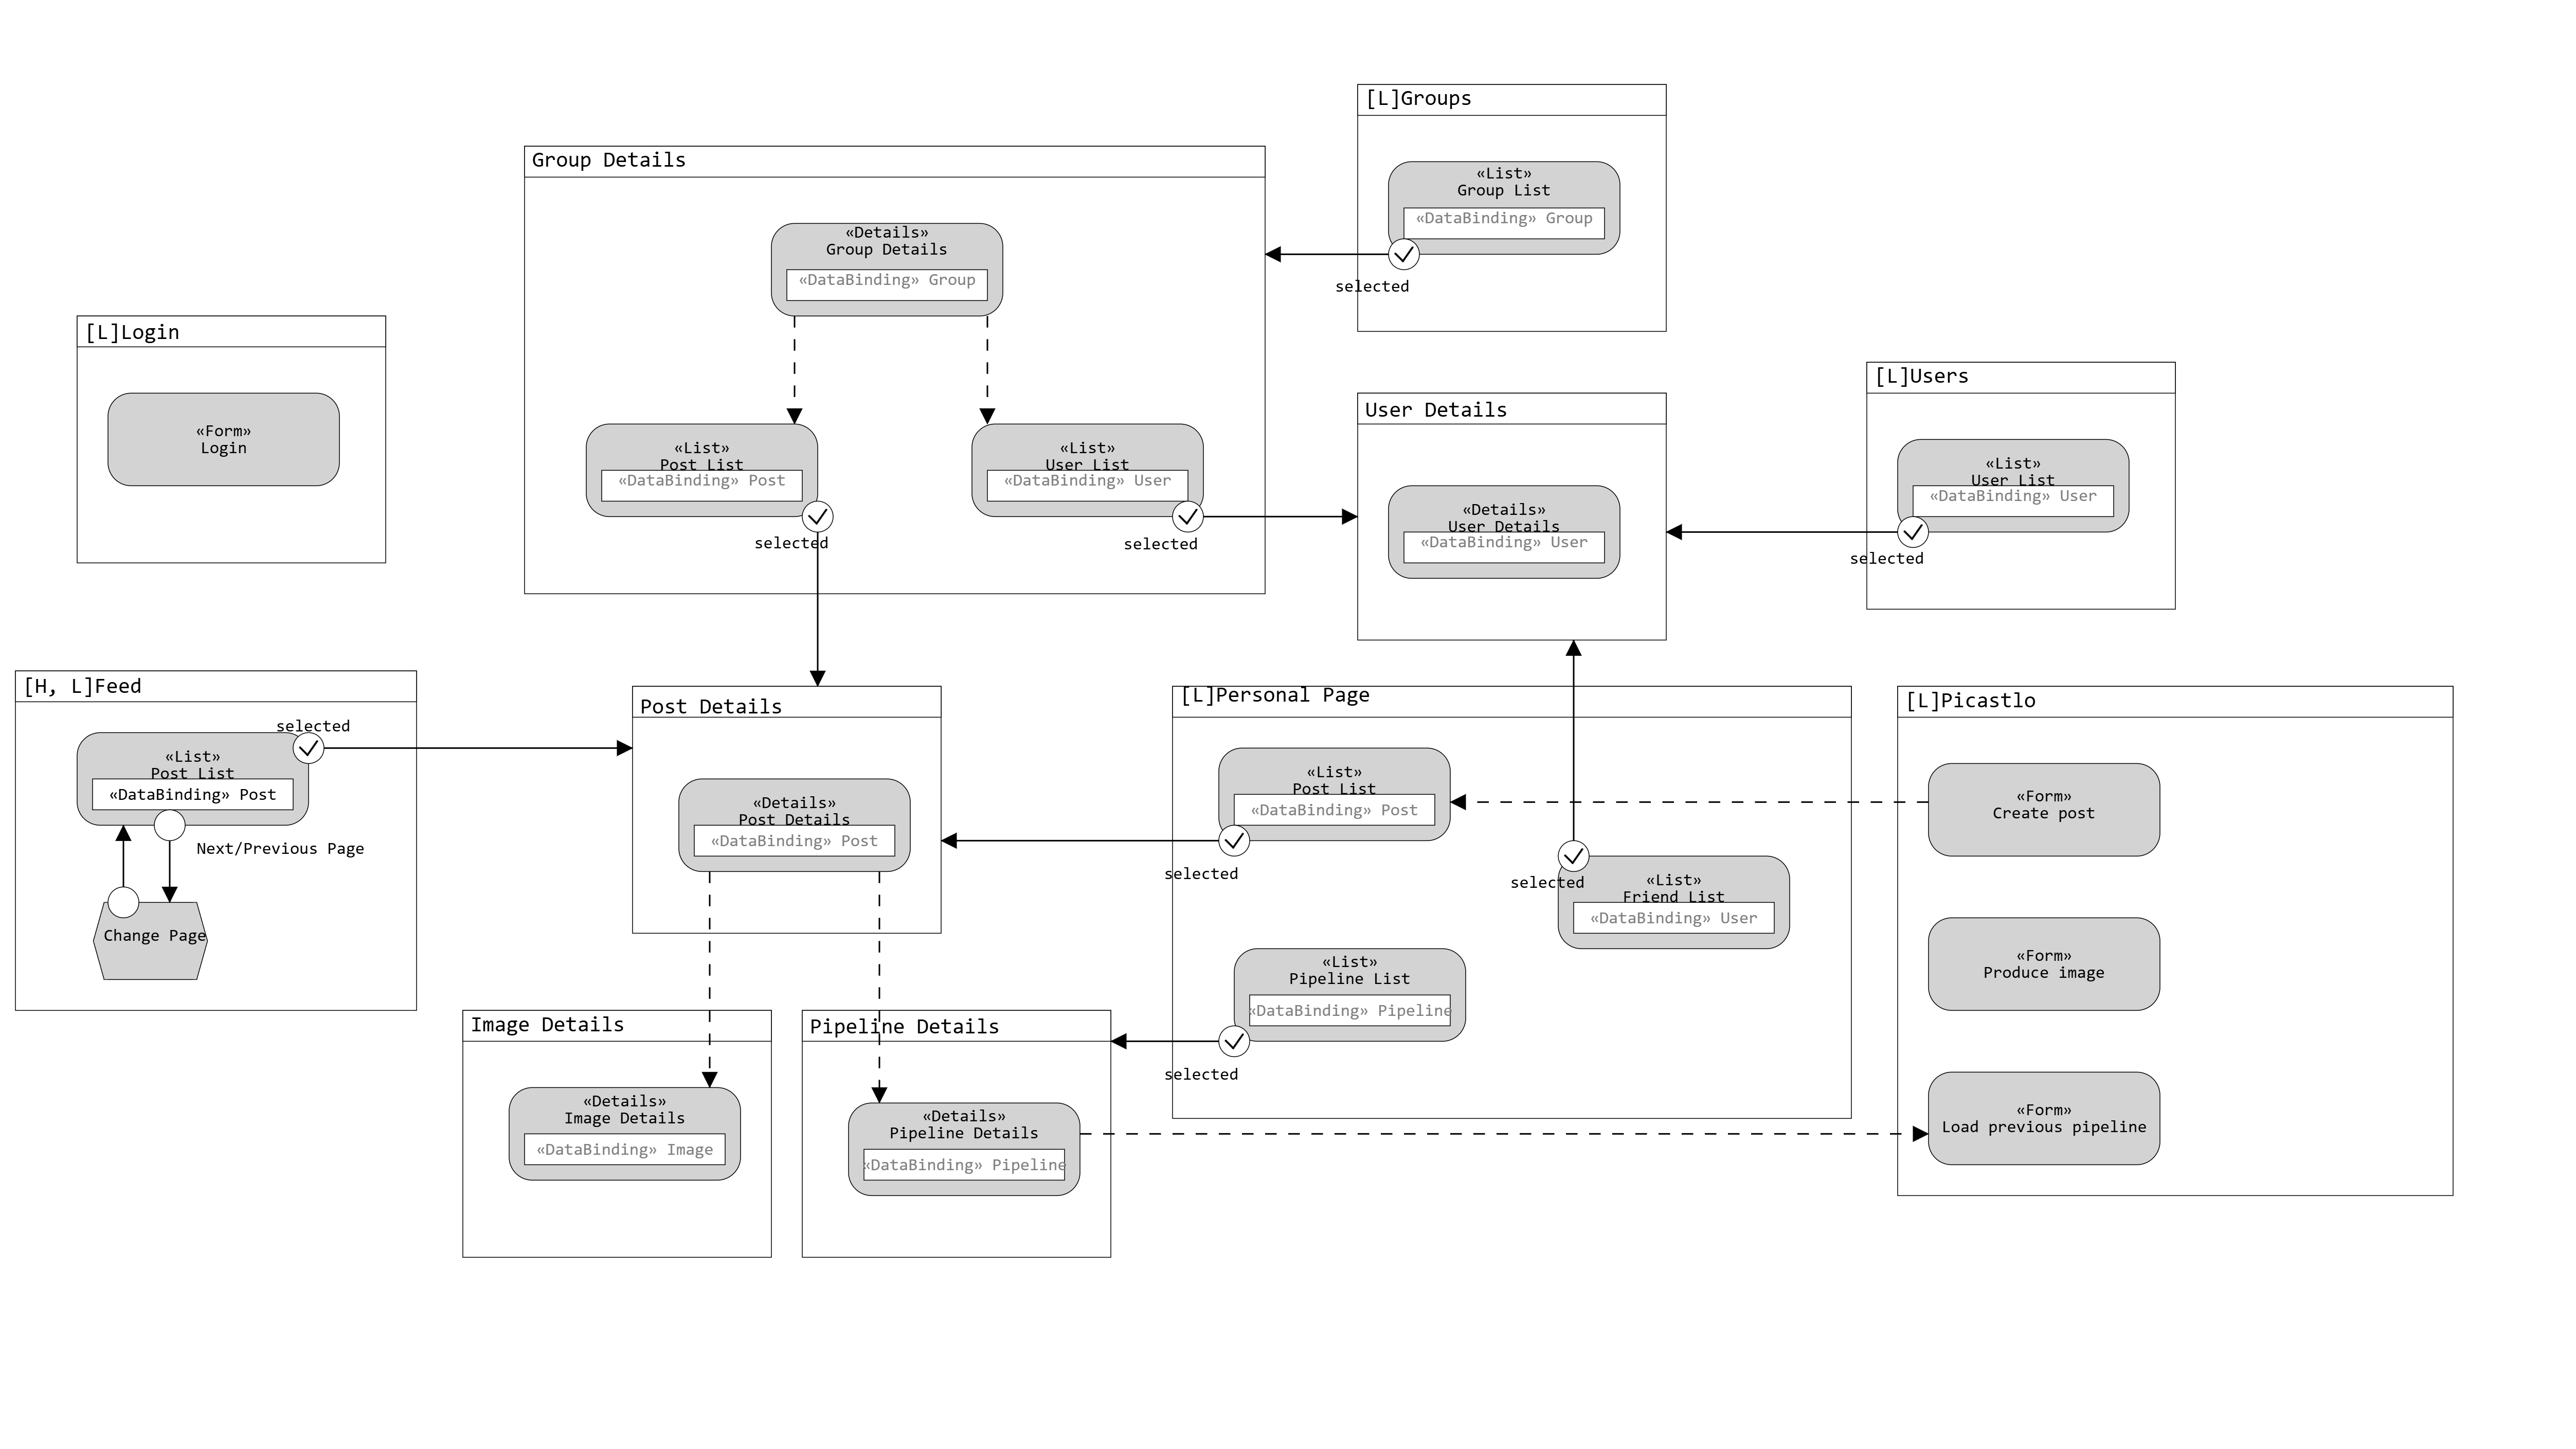 [L]Groups
«List»
Group List
«DataBinding» Group
selected
Group Details
«Details»
Group Details
«DataBinding» Group
«List»
Post List
«DataBinding» Post
selected
«List»
User List
«DataBinding» User
selected
[L]Login
«Form»
Login
User Details
«Details»
User Details
«DataBinding» User
[L]Users
«List»
User List
«DataBinding» User
selected
[H, L]Feed
selected
«List»
Post List
«DataBinding» Post
Next/Previous Page
Change Page
Post Details
«Details»
Post Details
«DataBinding» Post
[L]Personal Page
«List»
Post List
«DataBinding» Post
selected
selected
«List»
Friend List
«DataBinding» User
«List»
Pipeline List
«DataBinding» Pipeline
selected
[L]Picastlo
«Form»
Create post
«Form»
Produce image
«Form»
Load previous pipeline
Image Details
«Details»
Image Details
«DataBinding» Image
Pipeline Details
«Details»
Pipeline Details
«DataBinding» Pipeline